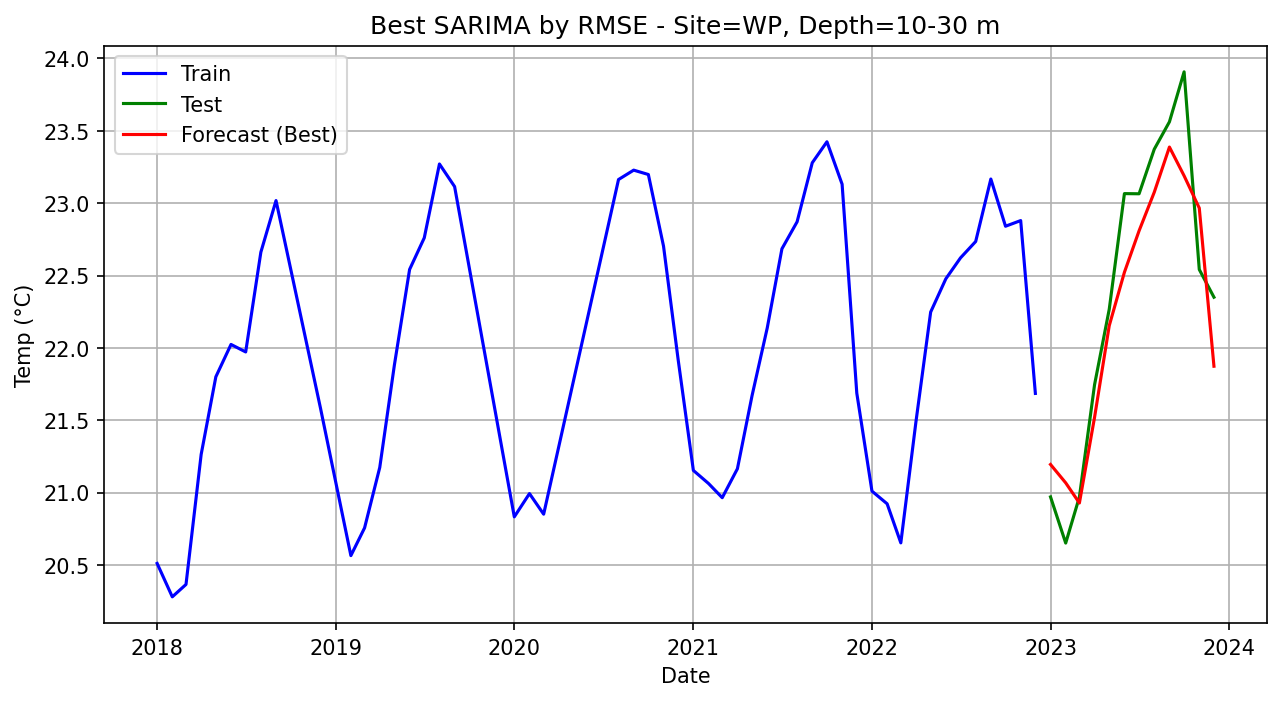 Best SARIMA by RMSE - Site=WP, Depth=10-30 m
24.0
23.5
23.0
22.5
22.0
21.5
21.0
20.5
Temp (°C)
Train
Test
Forecast (Best)
2018
2019
2020
2021
2022
2023
2024
Date